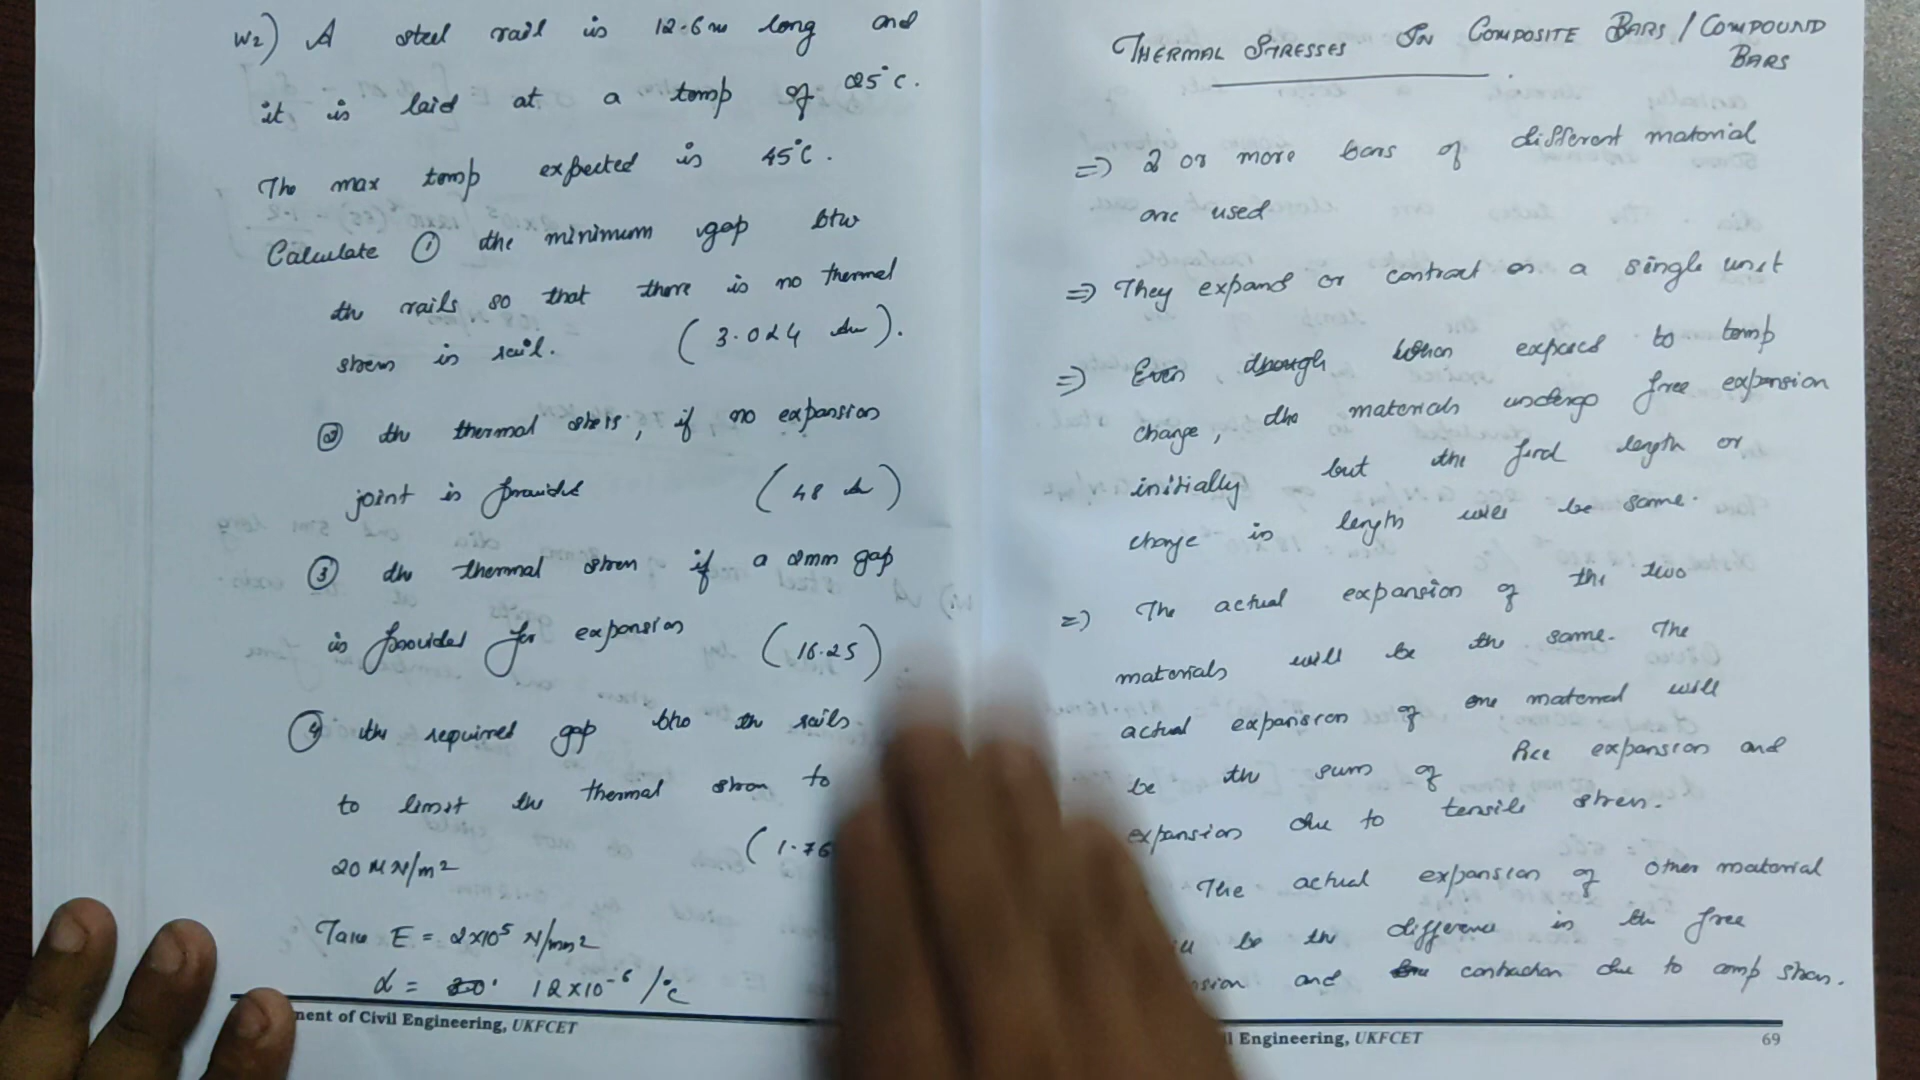 W2) A steel rail is 12.6m long and
it is laid at a temp of 25°C.
The max temp expected is 45°C.
Calculate ① the minimum gap btw
the rails so that there is no thermal
stress in rail. (3.024
② the thermal stress, if no expansion
joint is provided (48
③ the thermal stress if a 2mm gap
is provided for expansion (16.25)
④ the required gap btw the rails
to limit the thermal stress to
20 MN/m2 (1.76
Take E = 2x10⁵ N/mm2
α = 12x10⁻⁶ /°C
ment of Civil Engineering, UKFCET
THERMAL STRESSES IN COMPOSITE BARS / COMPOUND
BARS
=> 2 or more bars of different material
are used
=> They expand or contract as a single unit
=> Even though when exposed to temp
change, the materials undergo free expansion
initially but the final length or
change in length will be same.
=> The actual expansion of the two
materials will be the same. The
actual expansion of one material will
be the sum of free expansion and
expansion due to tensile stress.
The actual expansion of other material
be the difference in the free
nsion and contraction due to comp stress.
l Engineering, UKFCET 69